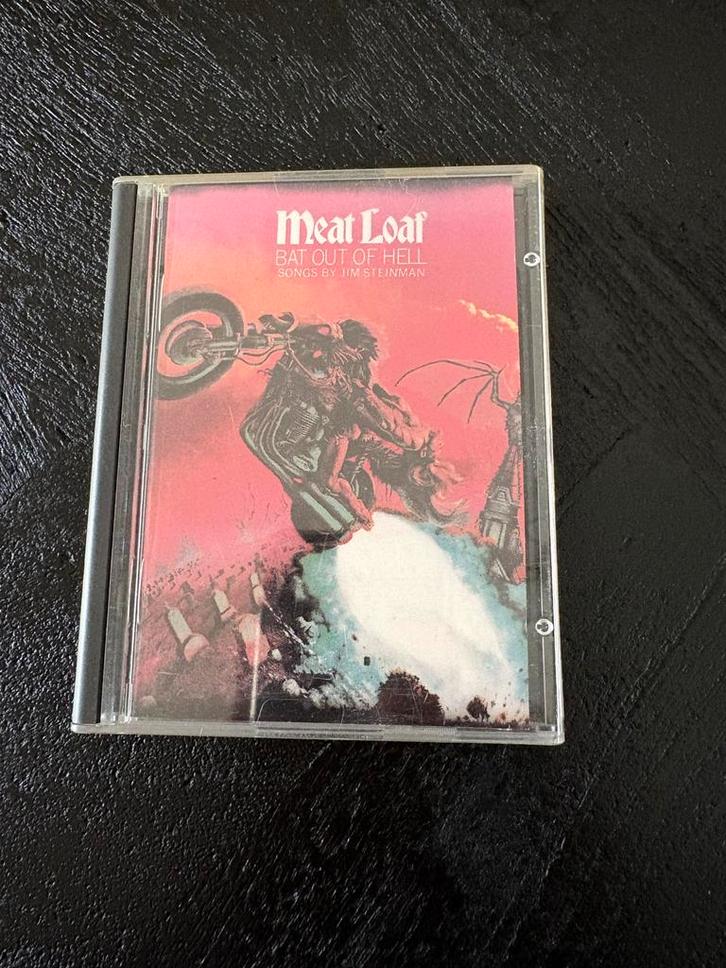 Meat Loaf
BAT OUT OF HELL
SONGS BY JIM STEINMAN